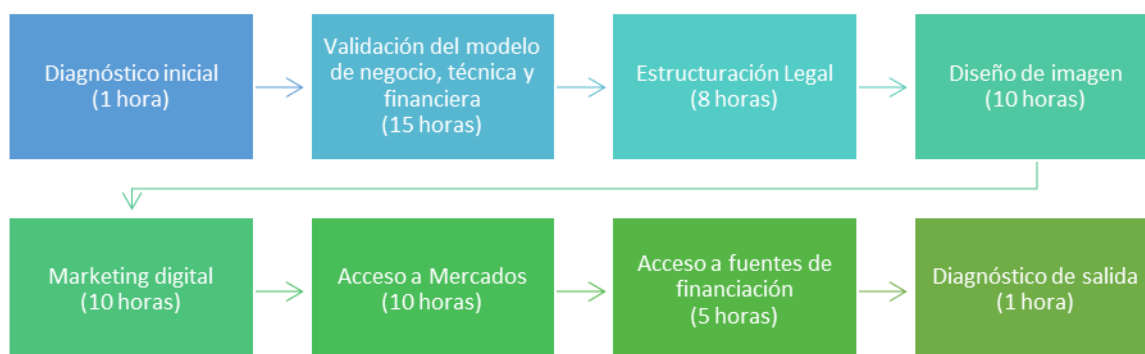 Diagnóstico inicial
(1 hora)
Validación del modelo
de negocio, técnica y
financiera
(15 horas)
Estructuración Legal
(8 horas)
Diseño de imagen
(10 horas)
Marketing digital
(10 horas)
Acceso a Mercados
(10 horas)
Acceso a fuentes de
financiación
(5 horas)
Diagnóstico de salida
(1 hora)